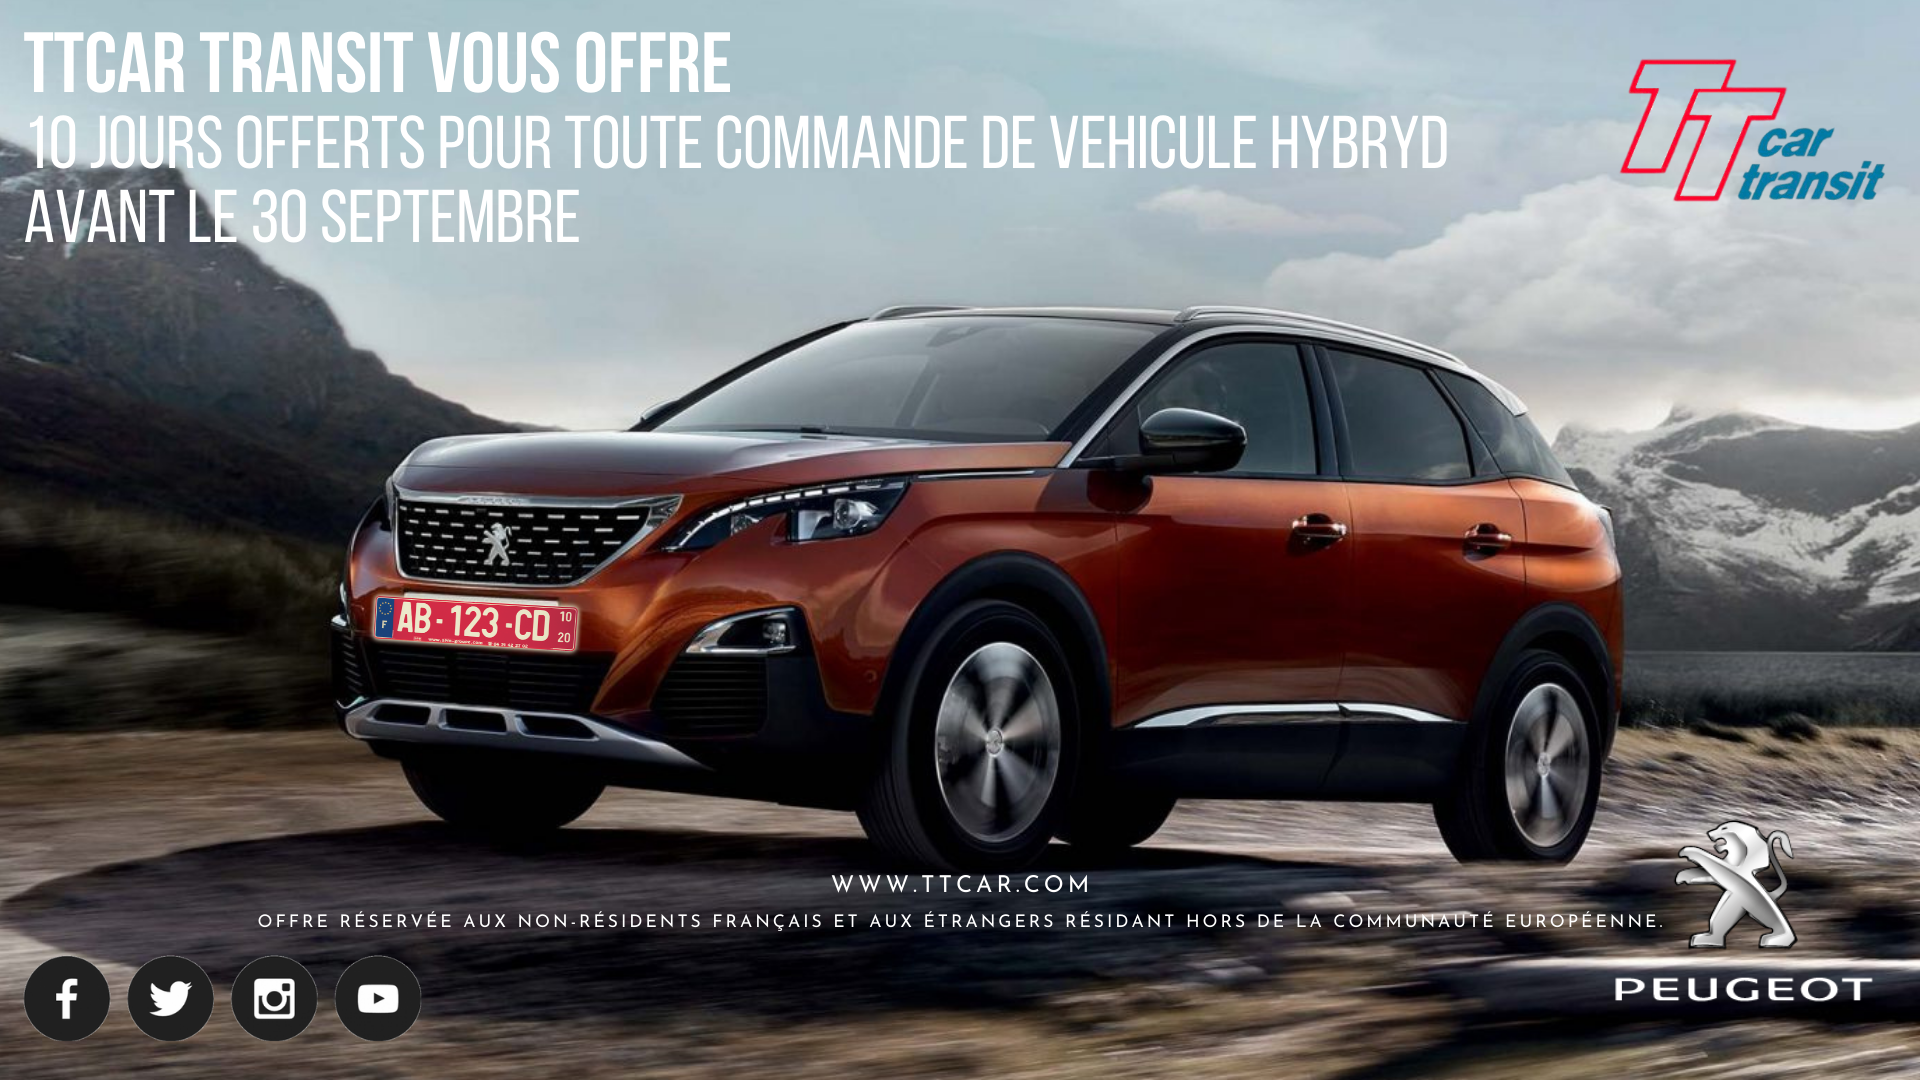 TTCAR TRANSIT VOUS OFFRE
10 JOURS OFFERTS POUR TOUTE COMMANDE DE VEHICULE HYBRYD
AVANT LE 30 SEPTEMBRE
TT car
transit
F AB-123-CD 10
20
WWW.TTCAR.COM
OFFRE RÉSERVÉE AUX NON-RÉSIDENTS FRANÇAIS ET AUX ÉTRANGERS RÉSIDANT HORS DE LA COMMUNAUTÉ EUROPÉENNE.
PEUGEOT